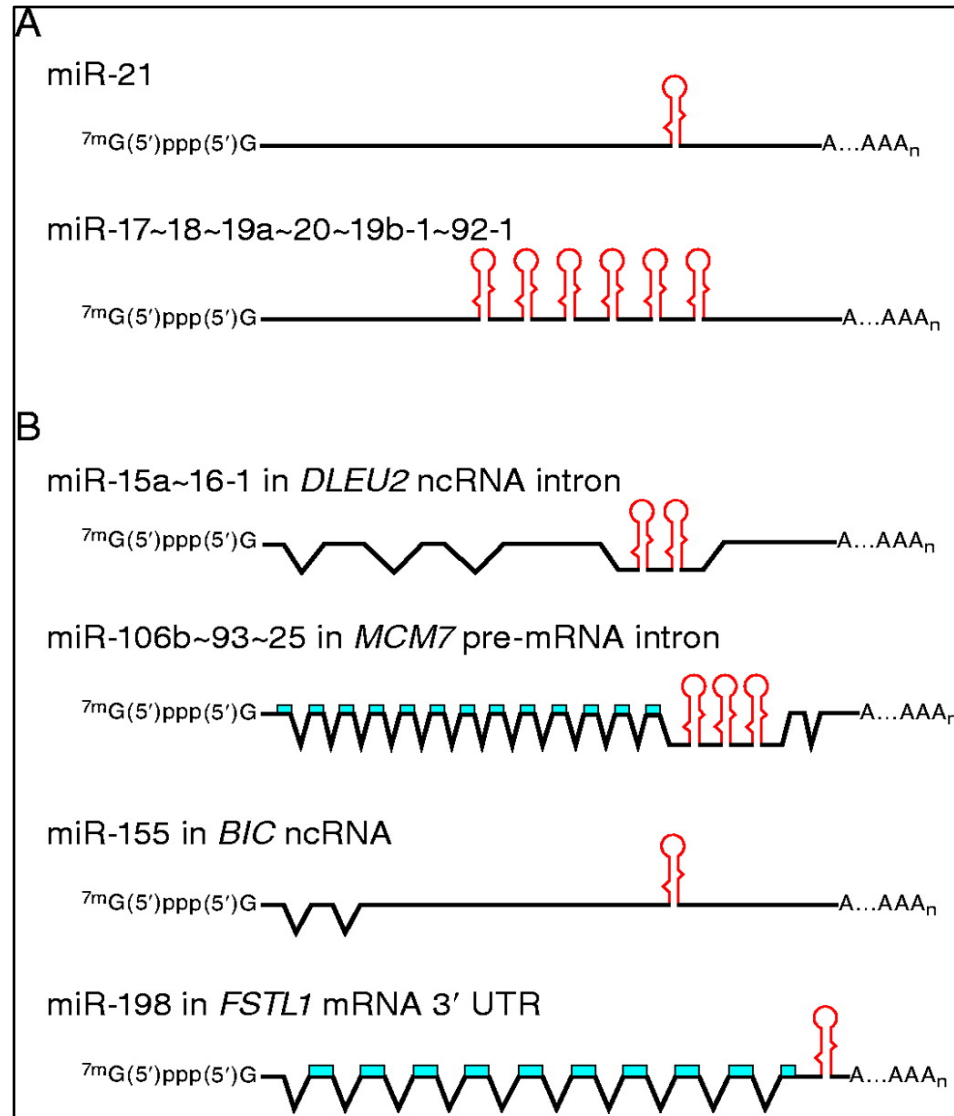 A
miR-21
⁷ᵐG(5′)ppp(5′)G A...AAAₙ
miR-17~18~19a~20~19b-1~92-1
⁷ᵐG(5′)ppp(5′)G A...AAAₙ
B
miR-15a~16-1 in DLEU2 ncRNA intron
⁷ᵐG(5′)ppp(5′)G A...AAAₙ
miR-106b~93~25 in MCM7 pre-mRNA intron
⁷ᵐG(5′)ppp(5′)G A...AAAₙ
miR-155 in BIC ncRNA
⁷ᵐG(5′)ppp(5′)G A...AAAₙ
miR-198 in FSTL1 mRNA 3′ UTR
⁷ᵐG(5′)ppp(5′)G A...AAAₙ